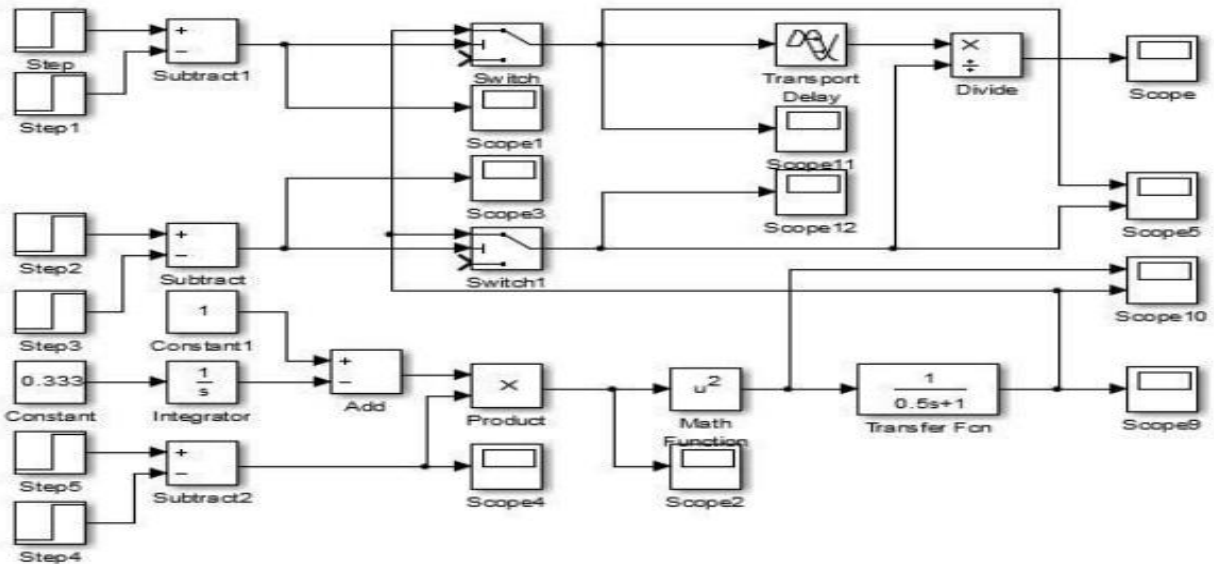 +
−
Step
Subtract1
Step1
Switch
Scope1
Transport
Delay
×
÷
Divide
Scope
Scope11
Scope3
Scope12
Scope5
+
−
Step2
Subtract
Switch1
Step3
1
Constant1
Scope10
0.333
Constant
1
s
Integrator
+
−
Add
×
Product
u2
Math
Function
1
0.5s+1
Transfer Fcn
Scope9
+
−
Step5
Subtract2
Scope4
Scope2
Step4